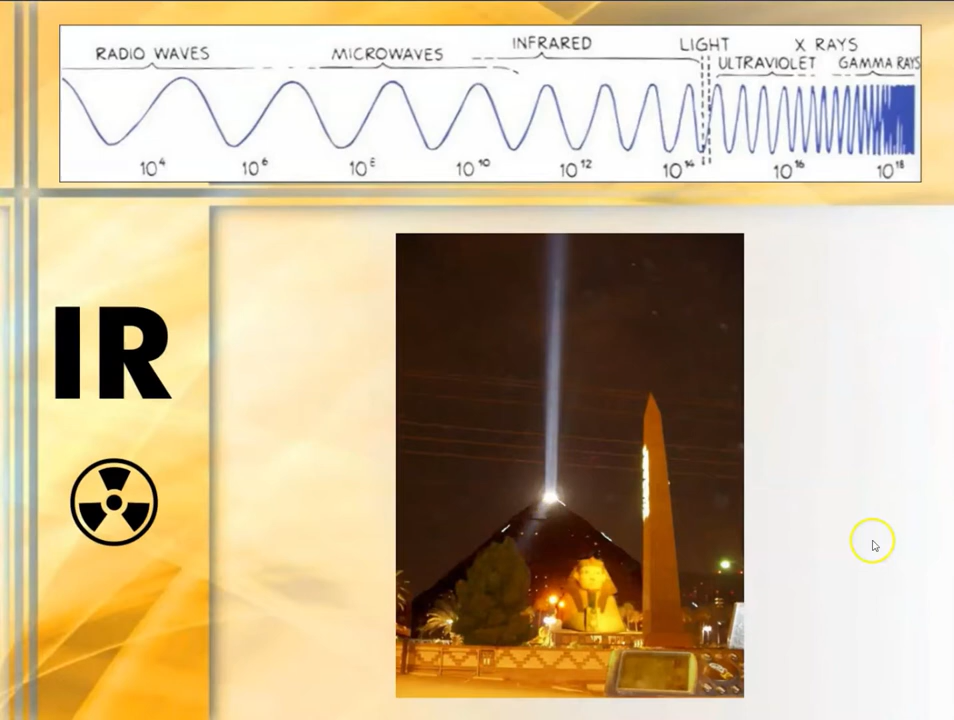 RADIO WAVES
MICROWAVES
INFRARED
LIGHT
X RAYS
ULTRAVIOLET
GAMMA RAYS
10⁴ 10⁶ 10⁸ 10¹⁰ 10¹² 10¹⁴ 10¹⁶ 10¹⁸
IR